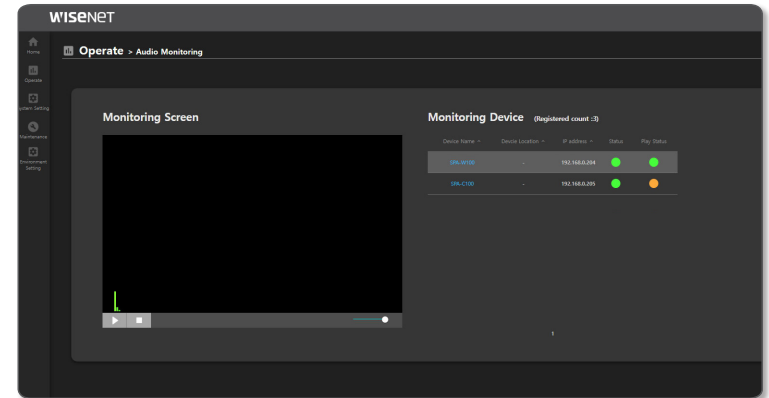 WISENET
Home
Operate > Audio Monitoring
Operate
System Setting
Maintenance
Environment
Setting
Monitoring Screen
Monitoring Device (Registered count :3)
Device Name Device Location IP address Status Play Status
SPA-W100 - 192.168.0.204
SPA-C100 - 192.168.0.205
1